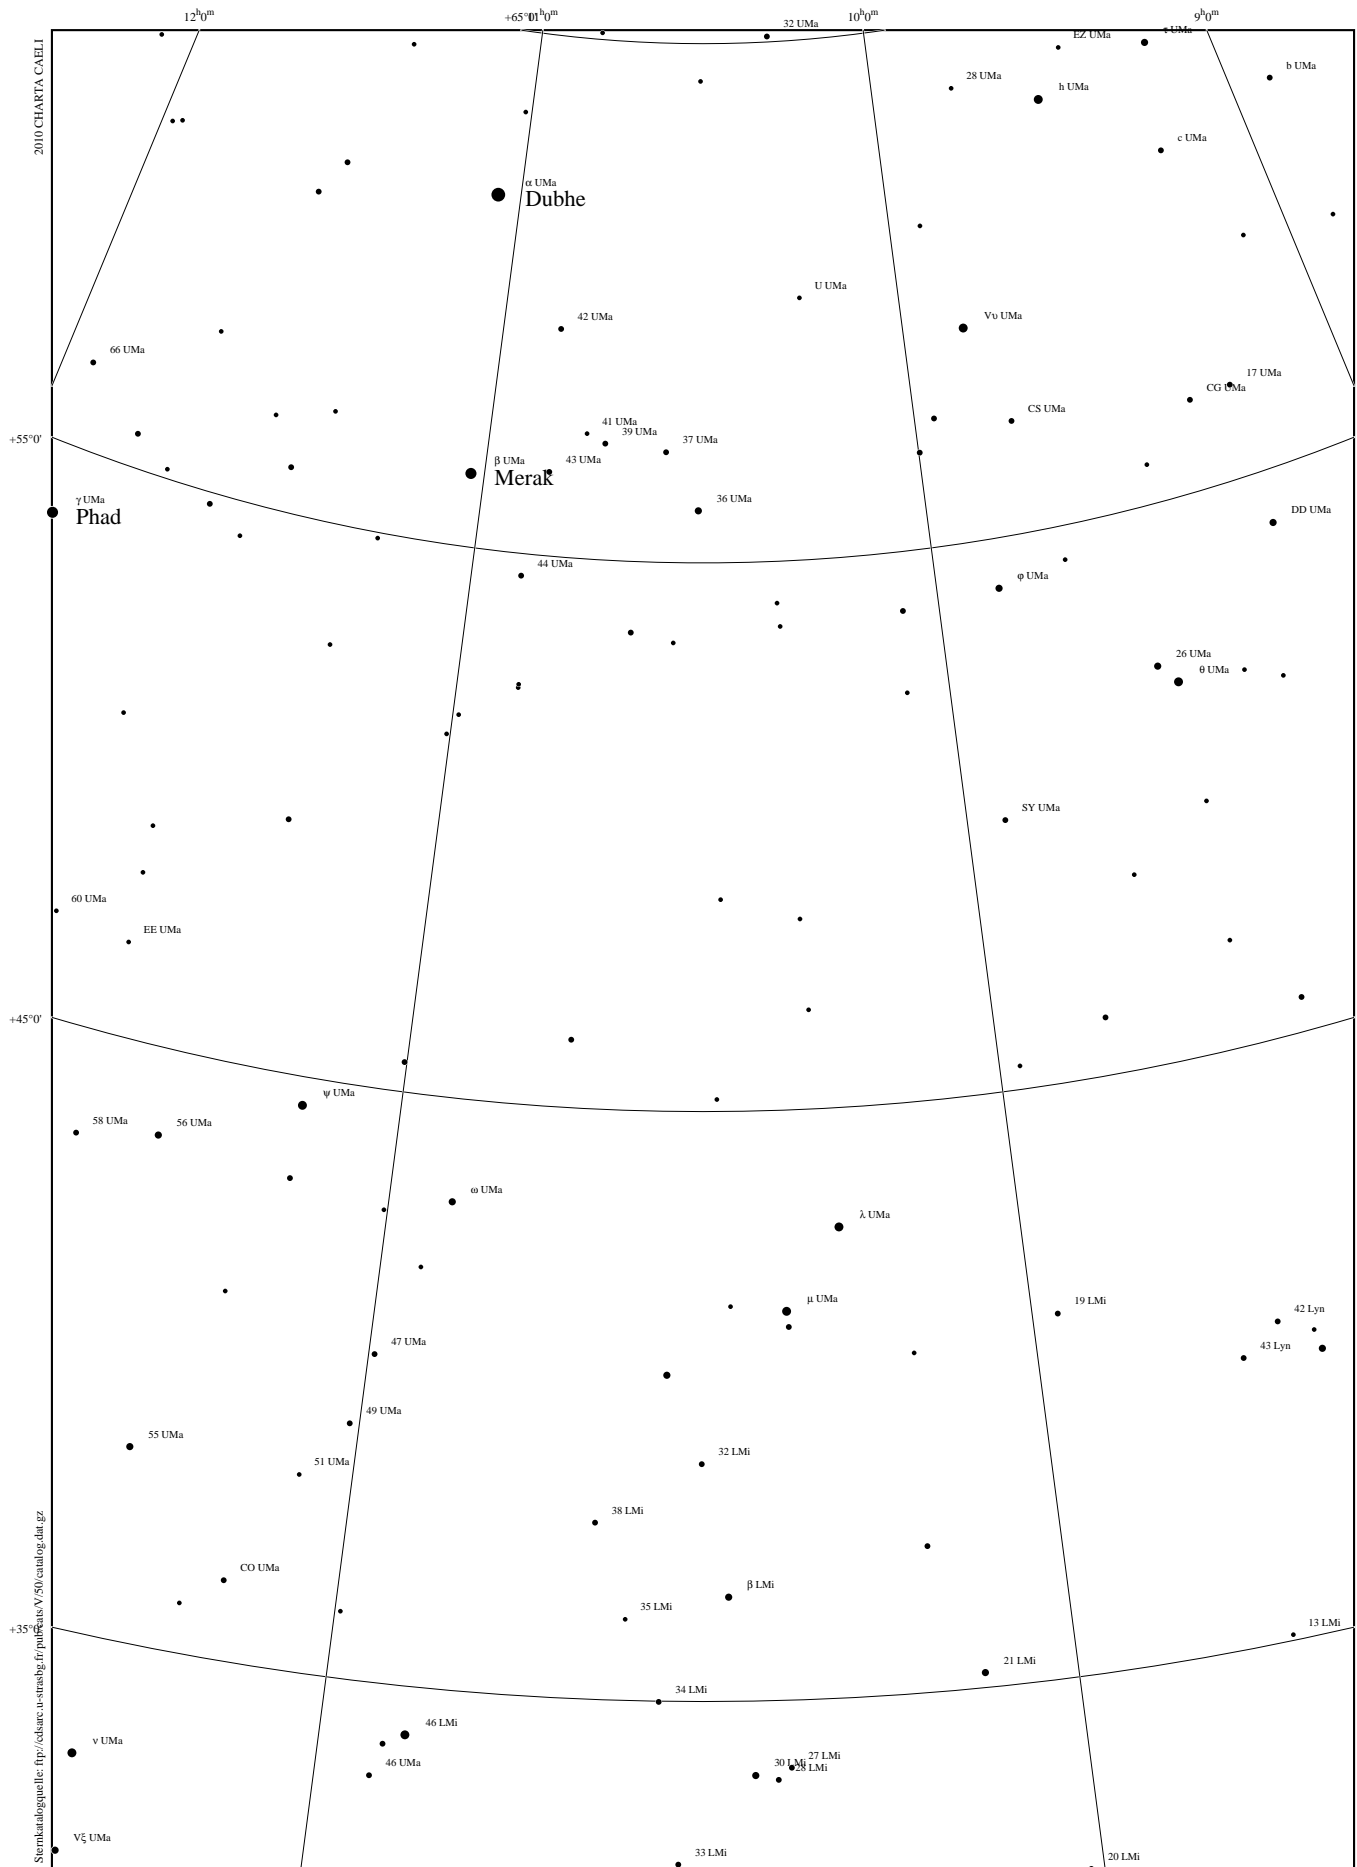 12h0m
+65°0'
11h0m
10h0m
9h0m
2010 CHARTA CAELI
32 UMa
EZ UMa
τ UMa
b UMa
28 UMa
h UMa
c UMa
α UMa
Dubhe
U UMa
42 UMa
Vυ UMa
66 UMa
17 UMa
CG UMa
CS UMa
41 UMa
39 UMa
37 UMa
+55°0'
β UMa
Merak
43 UMa
γ UMa
Phad
36 UMa
DD UMa
44 UMa
φ UMa
26 UMa
θ UMa
SY UMa
60 UMa
EE UMa
+45°0'
ψ UMa
58 UMa
56 UMa
ω UMa
λ UMa
μ UMa
19 LMi
42 Lyn
47 UMa
43 Lyn
49 UMa
55 UMa
32 LMi
51 UMa
38 LMi
CO UMa
β LMi
35 LMi
13 LMi
+35°0'
21 LMi
34 LMi
46 LMi
ν UMa
46 UMa
27 LMi
30 LMi
28 LMi
Vξ UMa
33 LMi
20 LMi
Sternkatalogquelle: ftp://cdsarc.u-strasbg.fr/pub/cats/V/50/catalog.dat.gz